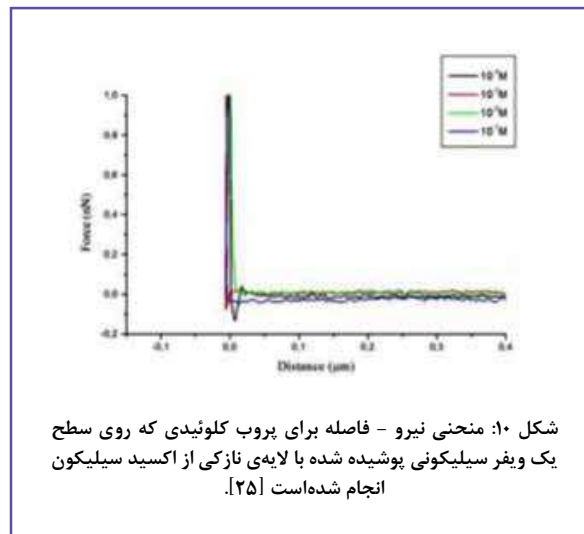 1.0
0.8
0.6
0.4
0.2
0.0
-0.2
Force (nN)
-0.1
0.0
0.1
0.2
0.3
0.4
Distance (µm)
شکل ۱۰: منحنی نیرو - فاصله برای پروب کلوئیدی که روی سطح
یک ویفر سیلیکونی پوشیده شده با لایه‌ی نازکی از اکسید سیلیکون
انجام شده‌است [۲۵].